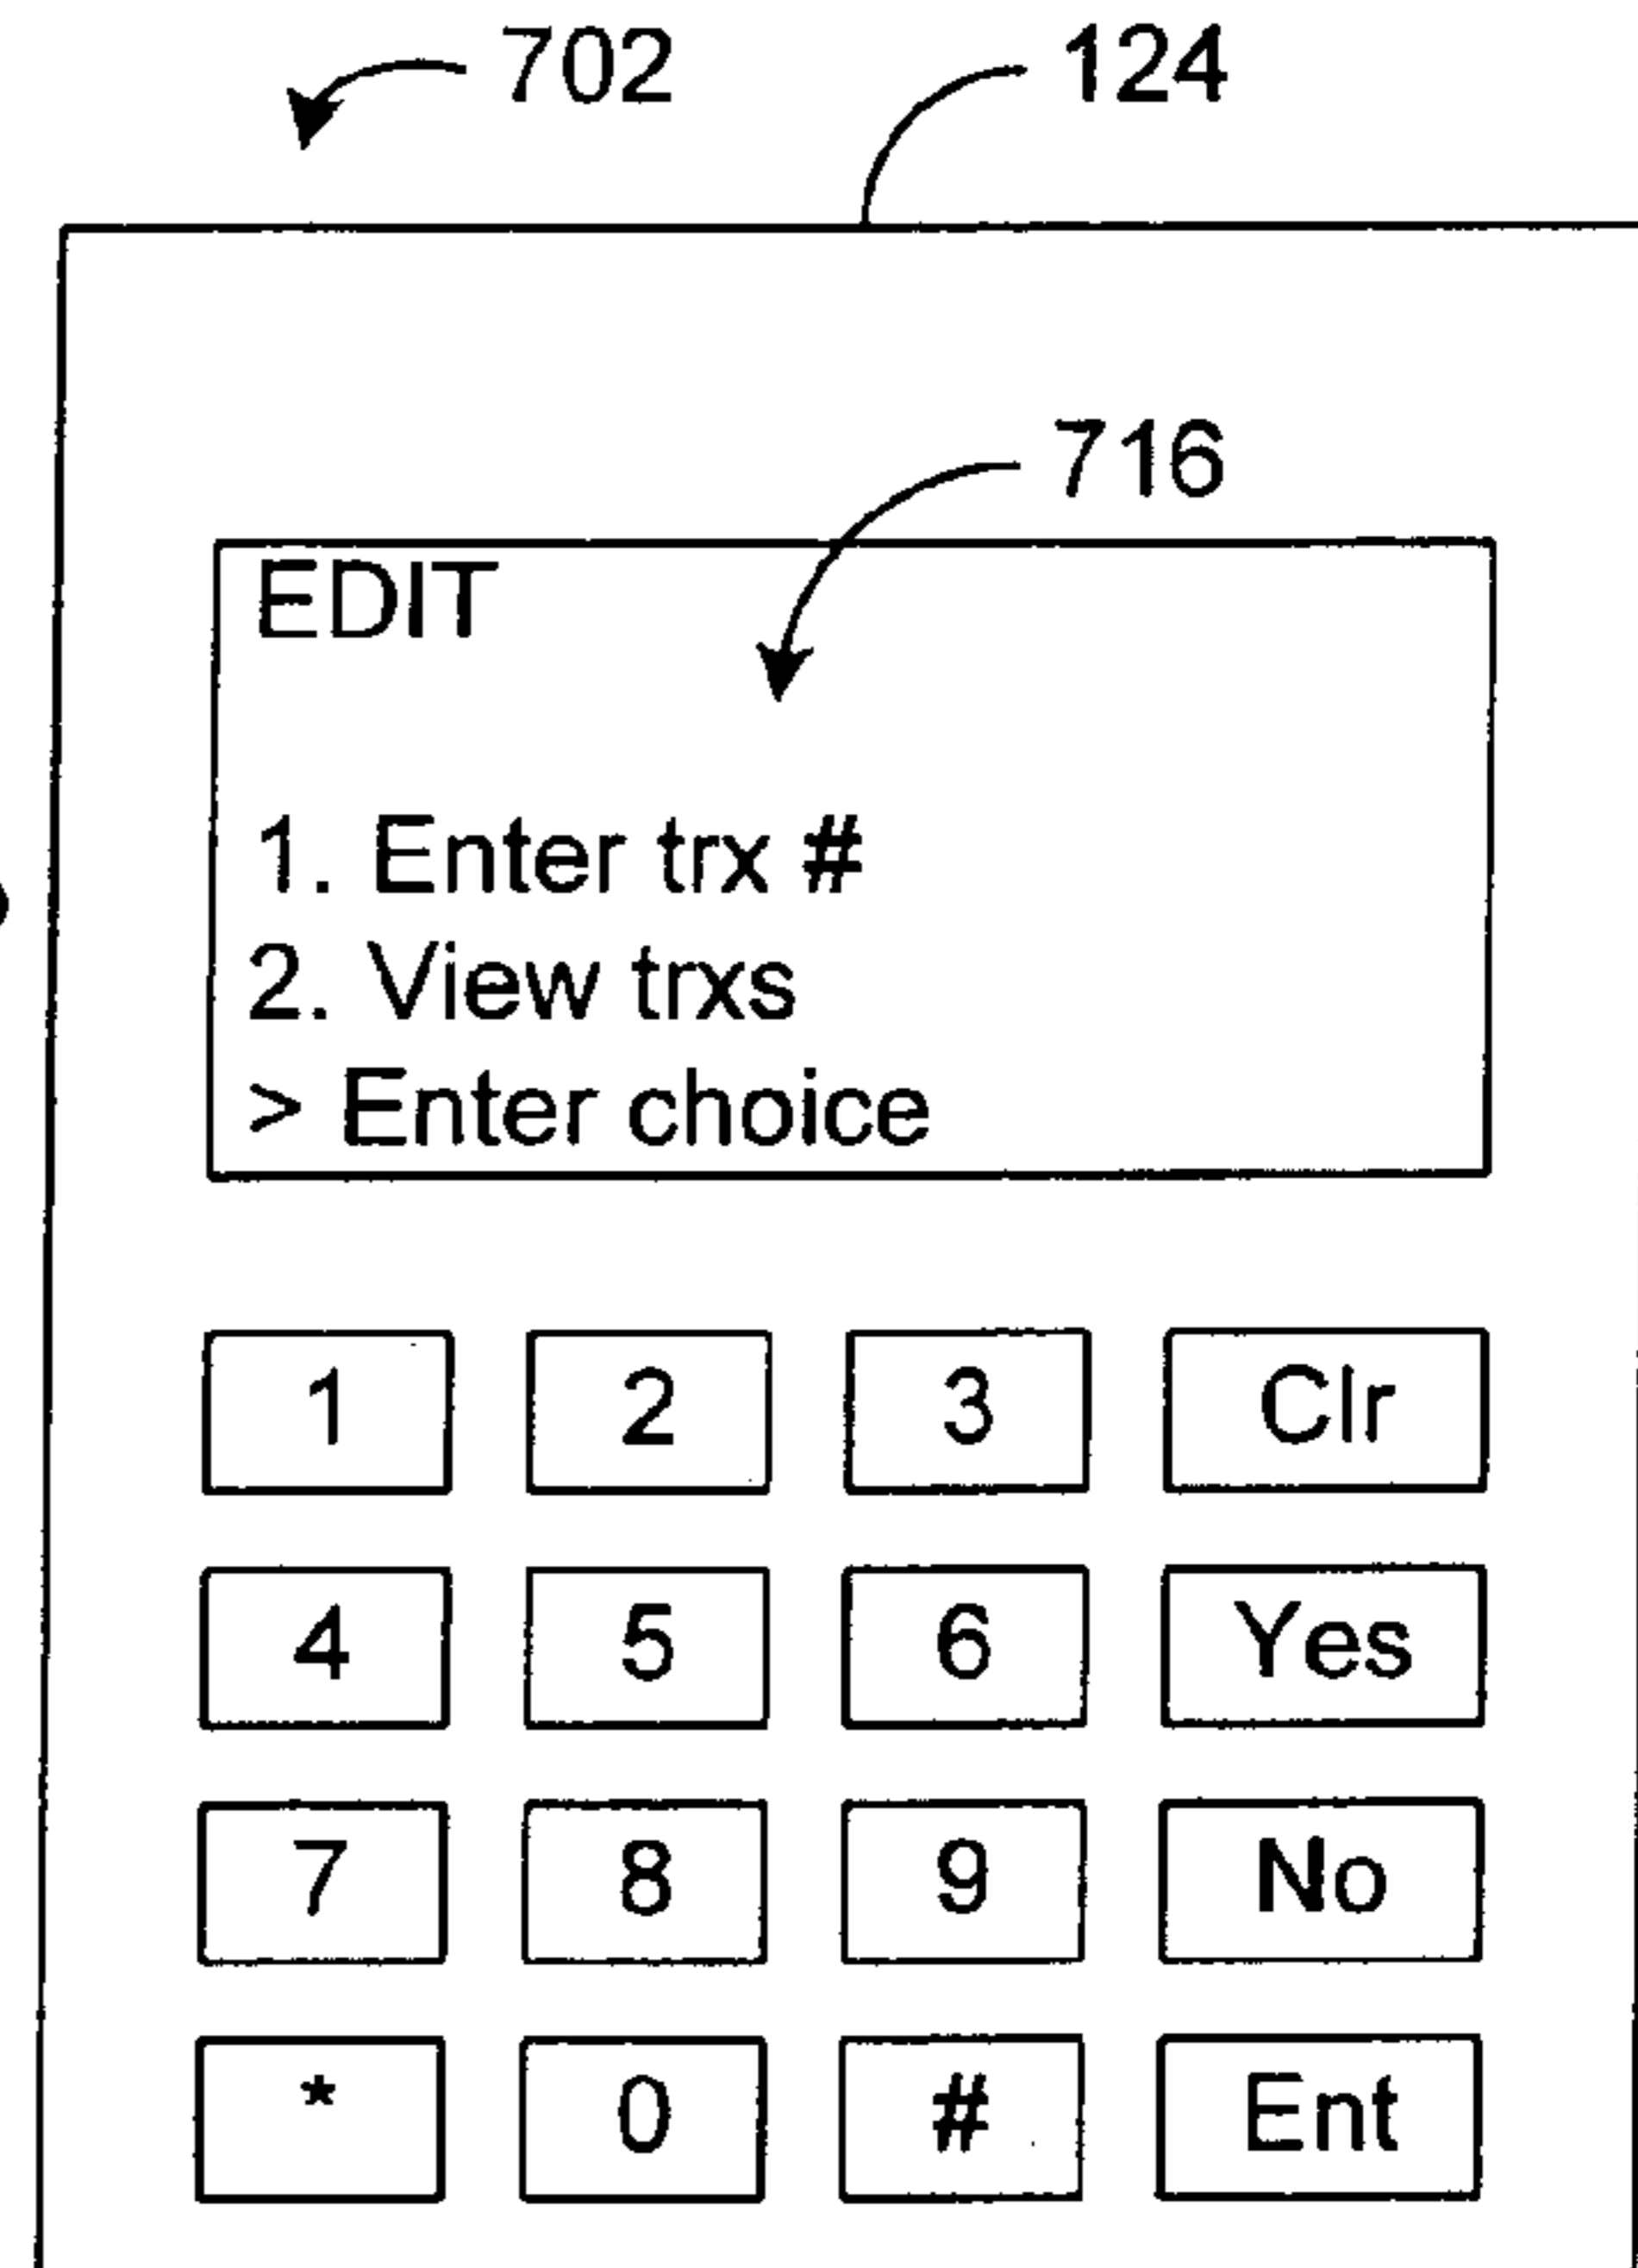 702 124
716
EDIT
1. Enter trx #
2. View trxs
> Enter choice
1 2 3 Clr
4 5 6 Yes
7 8 9 No
* 0 # Ent